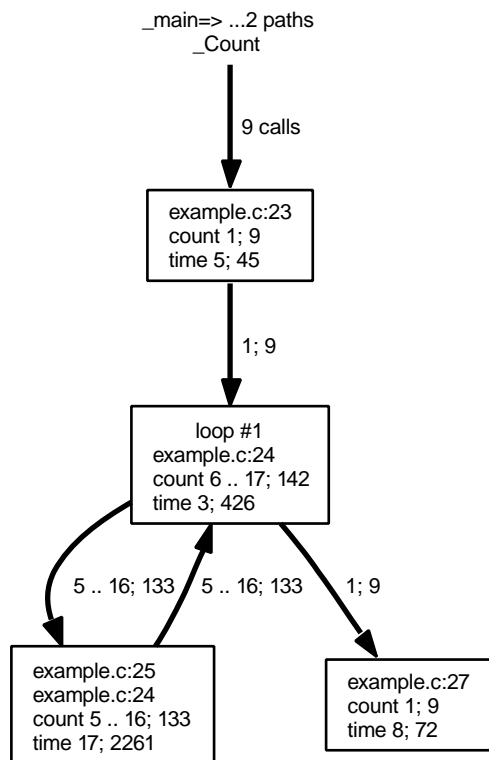 _main=> ...2 paths
_Count
9 calls
example.c:23
count 1; 9
time 5; 45
1; 9
loop #1
example.c:24
count 6 .. 17; 142
time 3; 426
5 .. 16; 133
5 .. 16; 133
1; 9
example.c:25
example.c:24
count 5 .. 16; 133
time 17; 2261
example.c:27
count 1; 9
time 8; 72